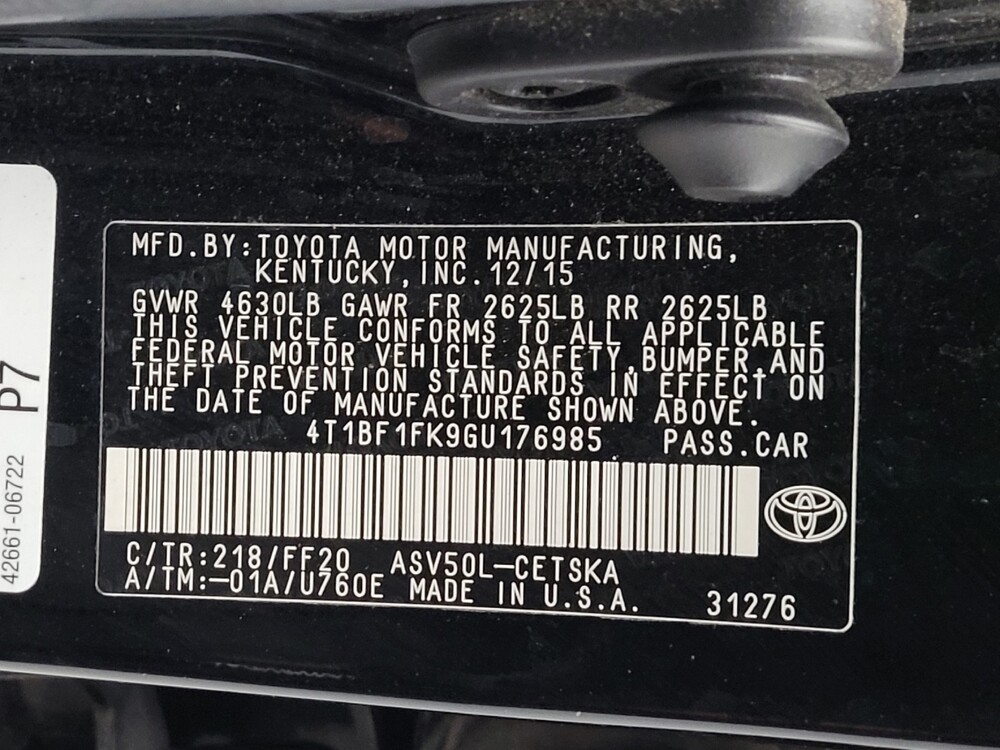 MFD.BY:TOYOTA MOTOR MANUFACTURING,
KENTUCKY,INC.12/15
GVWR 4630LB GAWR FR 2625LB RR 2625LB
THIS VEHICLE CONFORMS TO ALL APPLICABLE
FEDERAL MOTOR VEHICLE SAFETY,BUMPER,AND
THEFT PREVENTION STANDARDS IN EFFECT ON
THE DATE OF MANUFACTURE SHOWN ABOVE.
4T1BF1FK9GU176985 PASS.CAR
C/TR:218/FF20 ASV50L-CETSKA
A/TM:-01A/U760E MADE IN U.S.A. 31276
P7
42661-06722